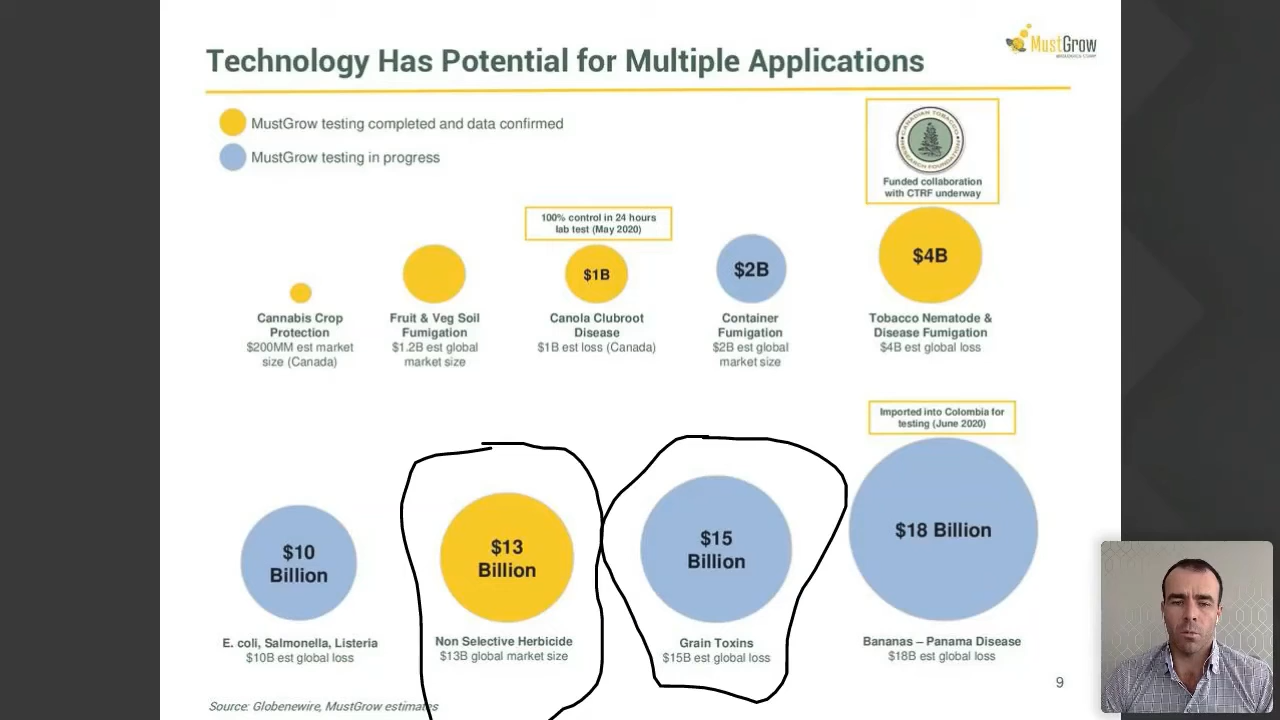 Technology Has Potential for Multiple Applications
MustGrow
MustGrow testing completed and data confirmed
MustGrow testing in progress
CANADIAN TOBACCO
RESEARCH FOUNDATION
Funded collaboration
with CTRF underway
100% control in 24 hours
lab test (May 2020)
$1B
$2B
$4B
Cannabis Crop
Protection
$200MM est market
size (Canada)
Fruit & Veg Soil
Fumigation
$1.2B est global
market size
Canola Clubroot
Disease
$1B est loss (Canada)
Container
Fumigation
$2B est global
market size
Tobacco Nematode &
Disease Fumigation
$4B est global loss
Imported into Colombia for
testing (June 2020)
$10
Billion
$13
Billion
$15
Billion
$18 Billion
E. coli, Salmonella, Listeria
$10B est global loss
Non Selective Herbicide
$13B global market size
Grain Toxins
$15B est global loss
Bananas – Panama Disease
$18B est global loss
9
Source: Globenewire, MustGrow estimates